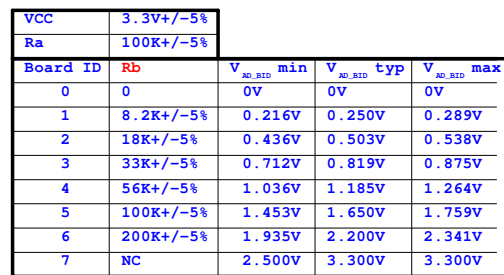 VCC 3.3V+/-5%
Ra 100K+/-5%
Board ID Rb V AD_BID min V AD_BID typ V AD_BID max
0 0 0V 0V 0V
1 8.2K+/-5% 0.216V 0.250V 0.289V
2 18K+/-5% 0.436V 0.503V 0.538V
3 33K+/-5% 0.712V 0.819V 0.875V
4 56K+/-5% 1.036V 1.185V 1.264V
5 100K+/-5% 1.453V 1.650V 1.759V
6 200K+/-5% 1.935V 2.200V 2.341V
7 NC 2.500V 3.300V 3.300V